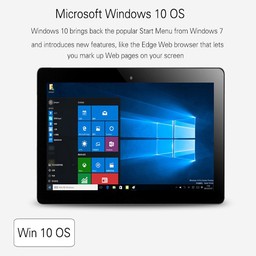 Microsoft Windows 10 OS
Windows 10 brings back the popular Start Menu from Windows 7
and introduces new features, like the Edge Web browser that lets
you mark up Web pages on your screen
Win 10 OS